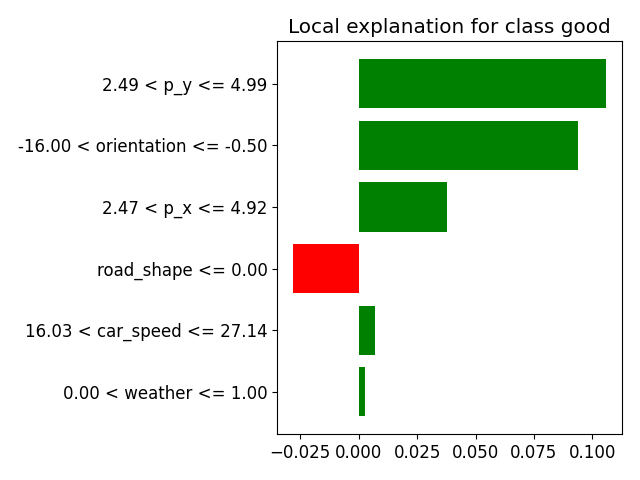 Local explanation for class good
2.49 < p_y <= 4.99
-16.00 < orientation <= -0.50
2.47 < p_x <= 4.92
road_shape <= 0.00
16.03 < car_speed <= 27.14
0.00 < weather <= 1.00
−0.025 0.000 0.025 0.050 0.075 0.100